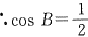 ∵cos B=1/2